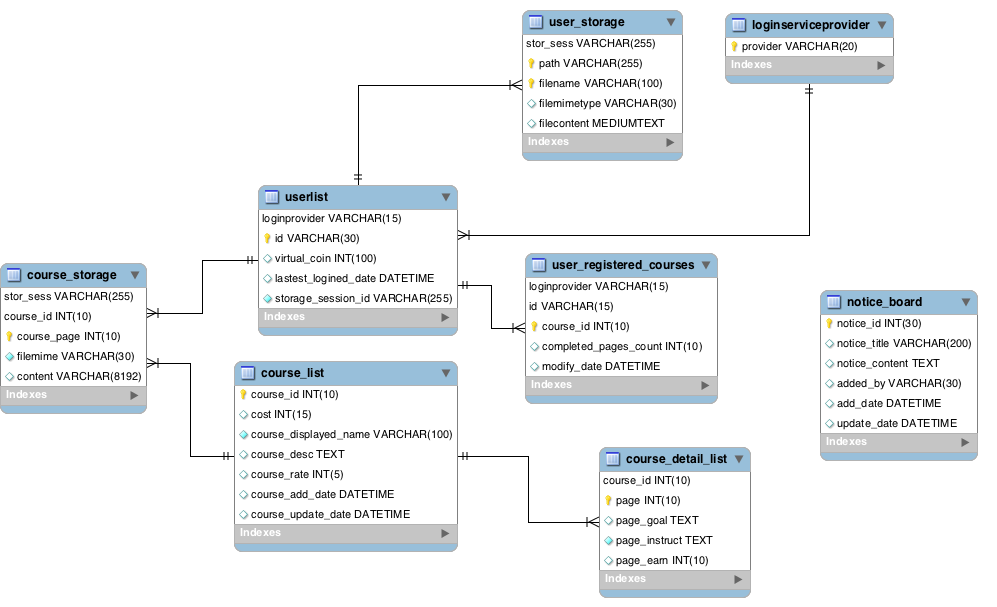 user_storage
stor_sess VARCHAR(255)
path VARCHAR(255)
filename VARCHAR(100)
filemimetype VARCHAR(30)
filecontent MEDIUMTEXT
Indexes
loginserviceprovider
provider VARCHAR(20)
Indexes
userlist
loginprovider VARCHAR(15)
id VARCHAR(30)
virtual_coin INT(100)
lastest_logined_date DATETIME
storage_session_id VARCHAR(255)
Indexes
course_storage
stor_sess VARCHAR(255)
course_id INT(10)
course_page INT(10)
filemime VARCHAR(30)
content VARCHAR(8192)
Indexes
user_registered_courses
loginprovider VARCHAR(15)
id VARCHAR(15)
course_id INT(10)
completed_pages_count INT(10)
modify_date DATETIME
Indexes
notice_board
notice_id INT(30)
notice_title VARCHAR(200)
notice_content TEXT
added_by VARCHAR(30)
add_date DATETIME
update_date DATETIME
Indexes
course_list
course_id INT(10)
cost INT(15)
course_displayed_name VARCHAR(100)
course_desc TEXT
course_rate INT(5)
course_add_date DATETIME
course_update_date DATETIME
Indexes
course_detail_list
course_id INT(10)
page INT(10)
page_goal TEXT
page_instruct TEXT
page_earn INT(10)
Indexes